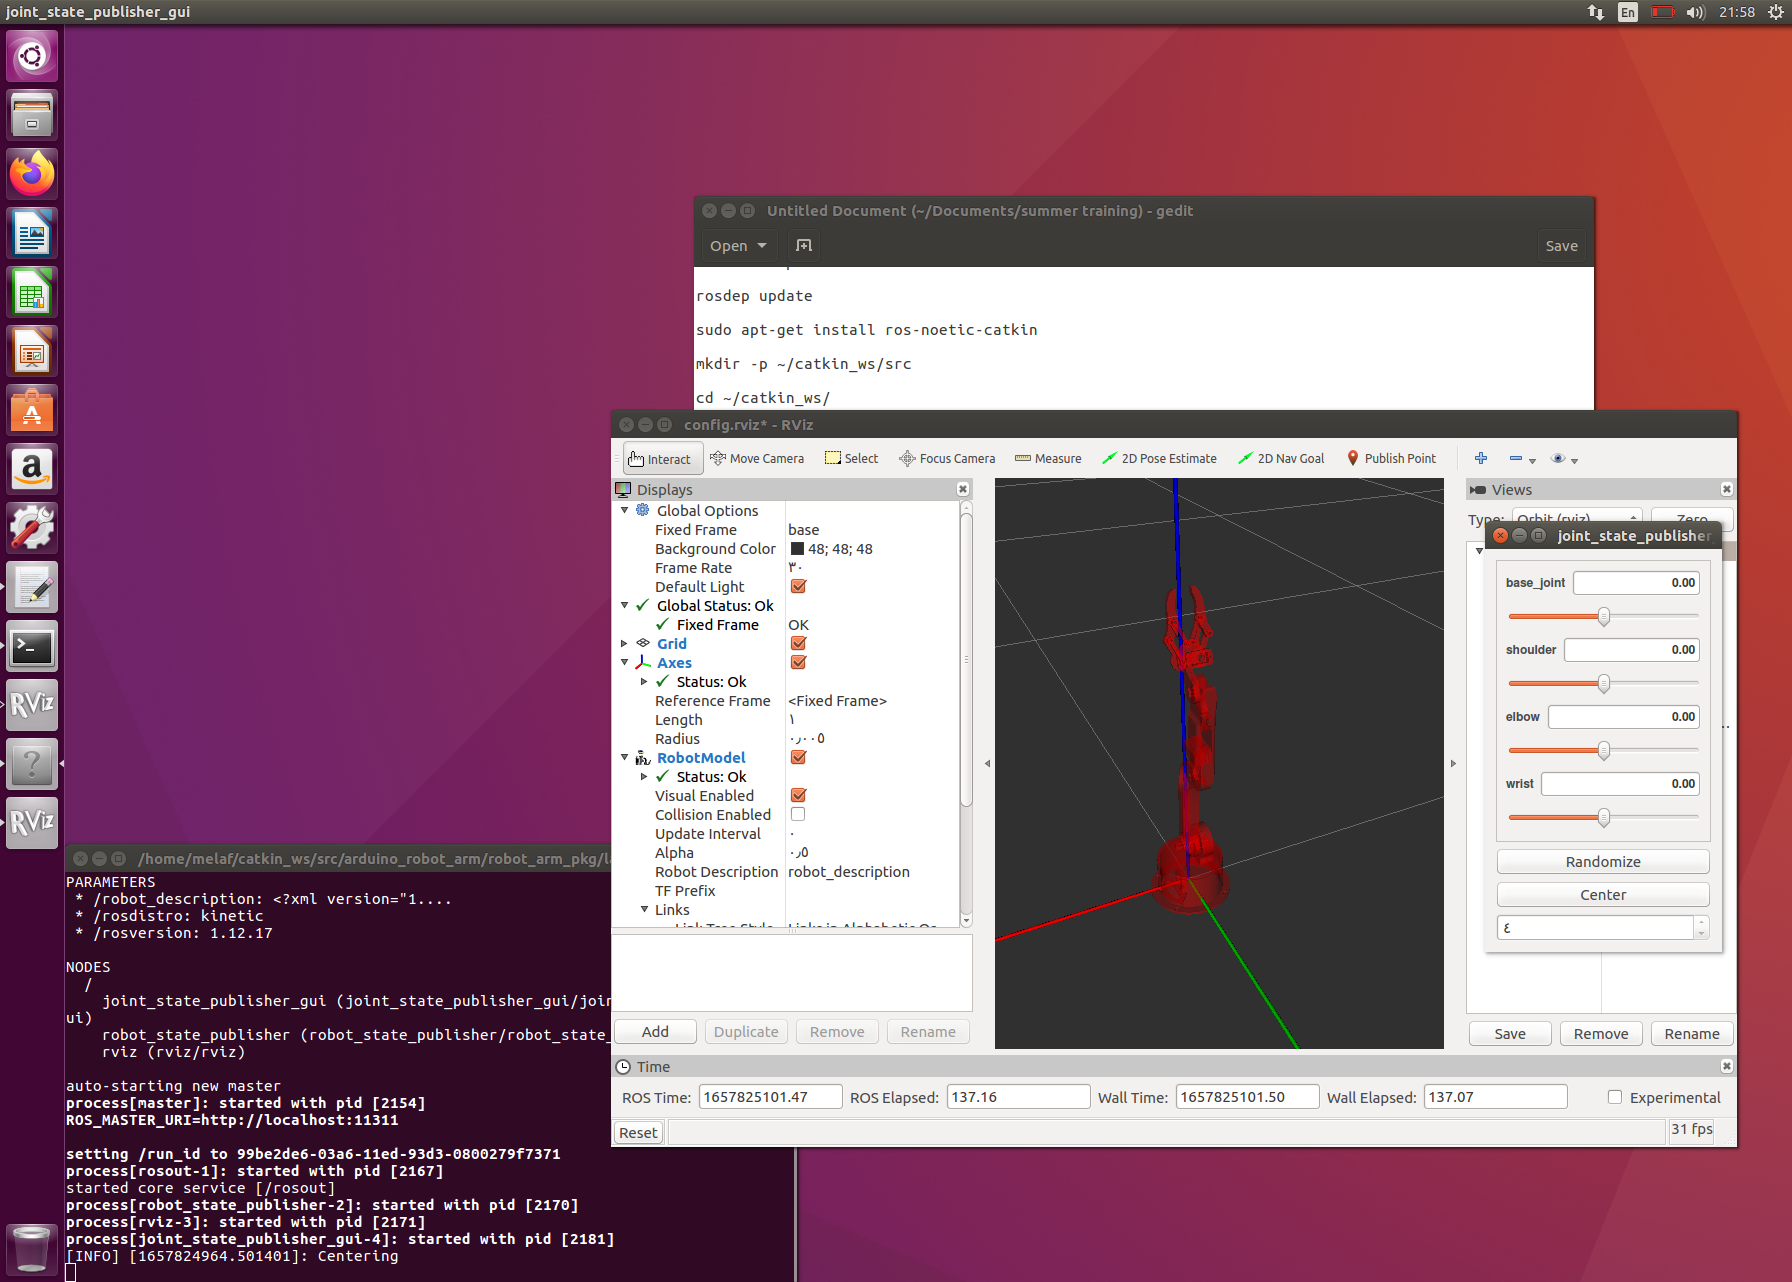 joint_state_publisher_gui
En
21:58
Untitled Document (~/Documents/summer training) - gedit
Open
Save
rosdep update
sudo apt-get install ros-noetic-catkin
mkdir -p ~/catkin_ws/src
cd ~/catkin_ws/
config.rviz* - RViz
Interact
Move Camera
Select
Focus Camera
Measure
2D Pose Estimate
2D Nav Goal
Publish Point
Displays
Global Options
Fixed Frame base
Background Color 48; 48; 48
Frame Rate ٣٠
Default Light
Global Status: Ok
Fixed Frame OK
Grid
Axes
Status: Ok
Reference Frame <Fixed Frame>
Length ١
Radius ٠٫٠٠٥
RobotModel
Status: Ok
Visual Enabled
Collision Enabled
Update Interval ٠
Alpha ٠٫٥
Robot Description robot_description
TF Prefix
Links
Link Tree Style Links in Alphabetic Or
Add
Duplicate
Remove
Rename
Views
Type: Orbit (rviz)
Zero
joint_state_publisher
base_joint 0.00
shoulder 0.00
elbow 0.00
wrist 0.00
Randomize
Center
٤
Save
Remove
Rename
Time
ROS Time: 1657825101.47 ROS Elapsed: 137.16 Wall Time: 1657825101.50 Wall Elapsed: 137.07 Experimental
Reset
31 fps
RViz
RViz
/home/melaf/catkin_ws/src/arduino_robot_arm/robot_arm_pkg/l
PARAMETERS
* /robot_description: <?xml version="1....
* /rosdistro: kinetic
* /rosversion: 1.12.17
NODES
/
joint_state_publisher_gui (joint_state_publisher_gui/join
ui)
robot_state_publisher (robot_state_publisher/robot_state_
rviz (rviz/rviz)
auto-starting new master
process[master]: started with pid [2154]
ROS_MASTER_URI=http://localhost:11311
setting /run_id to 99be2de6-03a6-11ed-93d3-0800279f7371
process[rosout-1]: started with pid [2167]
started core service [/rosout]
process[robot_state_publisher-2]: started with pid [2170]
process[rviz-3]: started with pid [2171]
process[joint_state_publisher_gui-4]: started with pid [2181]
[INFO] [1657824964.501401]: Centering